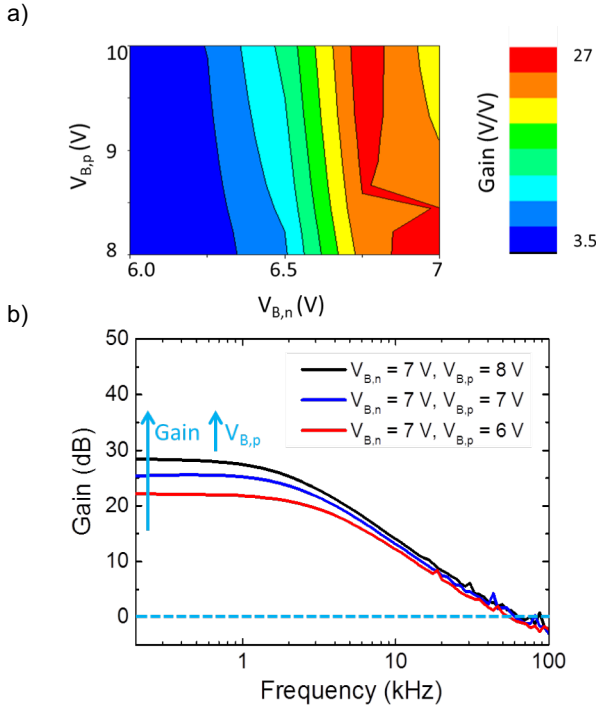 a)
10
9
8
V_B,p (V)
6.0
6.5
7
V_B,n (V)
27
3.5
Gain (V/V)
b)
50
40
30
20
10
0
Gain (dB)
V_B,n = 7 V, V_B,p = 8 V
V_B,n = 7 V, V_B,p = 7 V
V_B,n = 7 V, V_B,p = 6 V
Gain
V_B,p
1
10
100
Frequency (kHz)